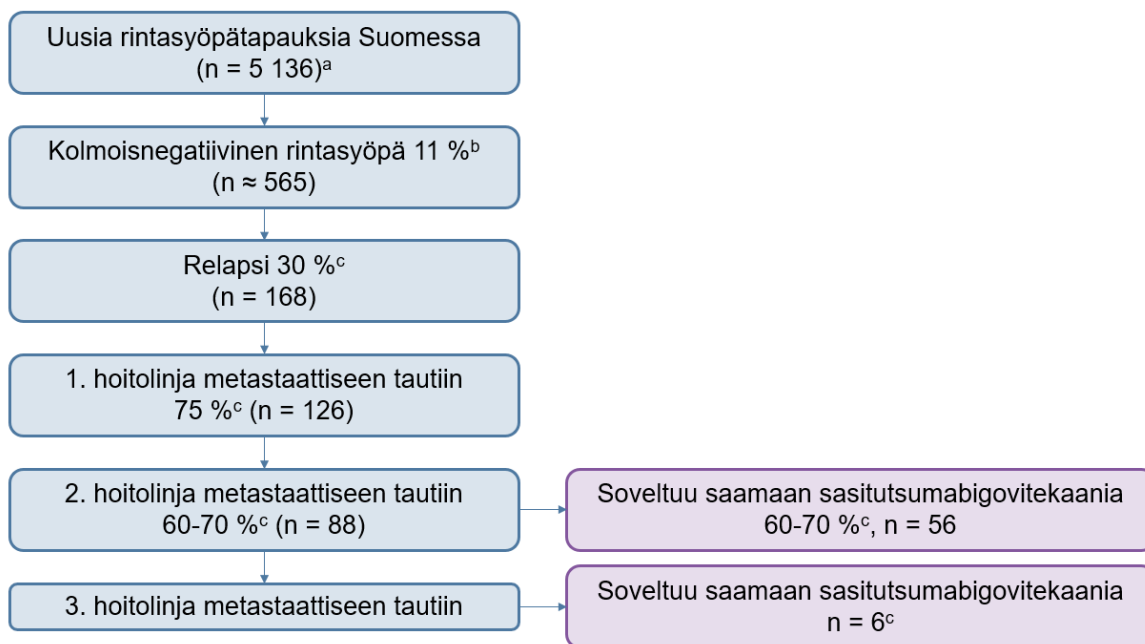 Uusia rintasyöpätapauksia Suomessa
(n = 5 136)ᵃ
Kolmoisnegatiivinen rintasyöpä 11 %ᵇ
(n ≈ 565)
Relapsi 30 %ᶜ
(n = 168)
1. hoitolinja metastaattiseen tautiin
75 %ᶜ (n = 126)
2. hoitolinja metastaattiseen tautiin
60-70 %ᶜ (n = 88)
Soveltuu saamaan sasitutsumabigovitekaania
60-70 %ᶜ, n = 56
3. hoitolinja metastaattiseen tautiin
Soveltuu saamaan sasitutsumabigovitekaania
n = 6ᶜ